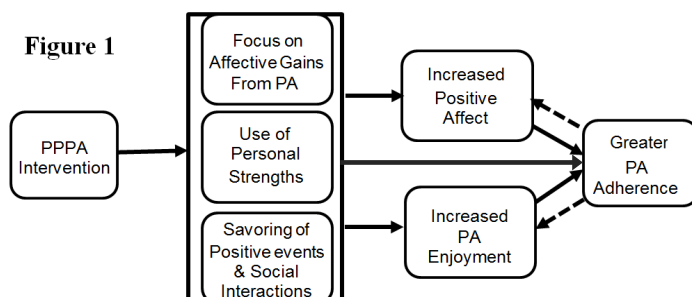 Figure 1
PPPA
Intervention
Focus on
Affective Gains
From PA
Use of
Personal
Strengths
Savoring of
Positive events
& Social
Interactions
Increased
Positive
Affect
Increased
PA
Enjoyment
Greater
PA
Adherence